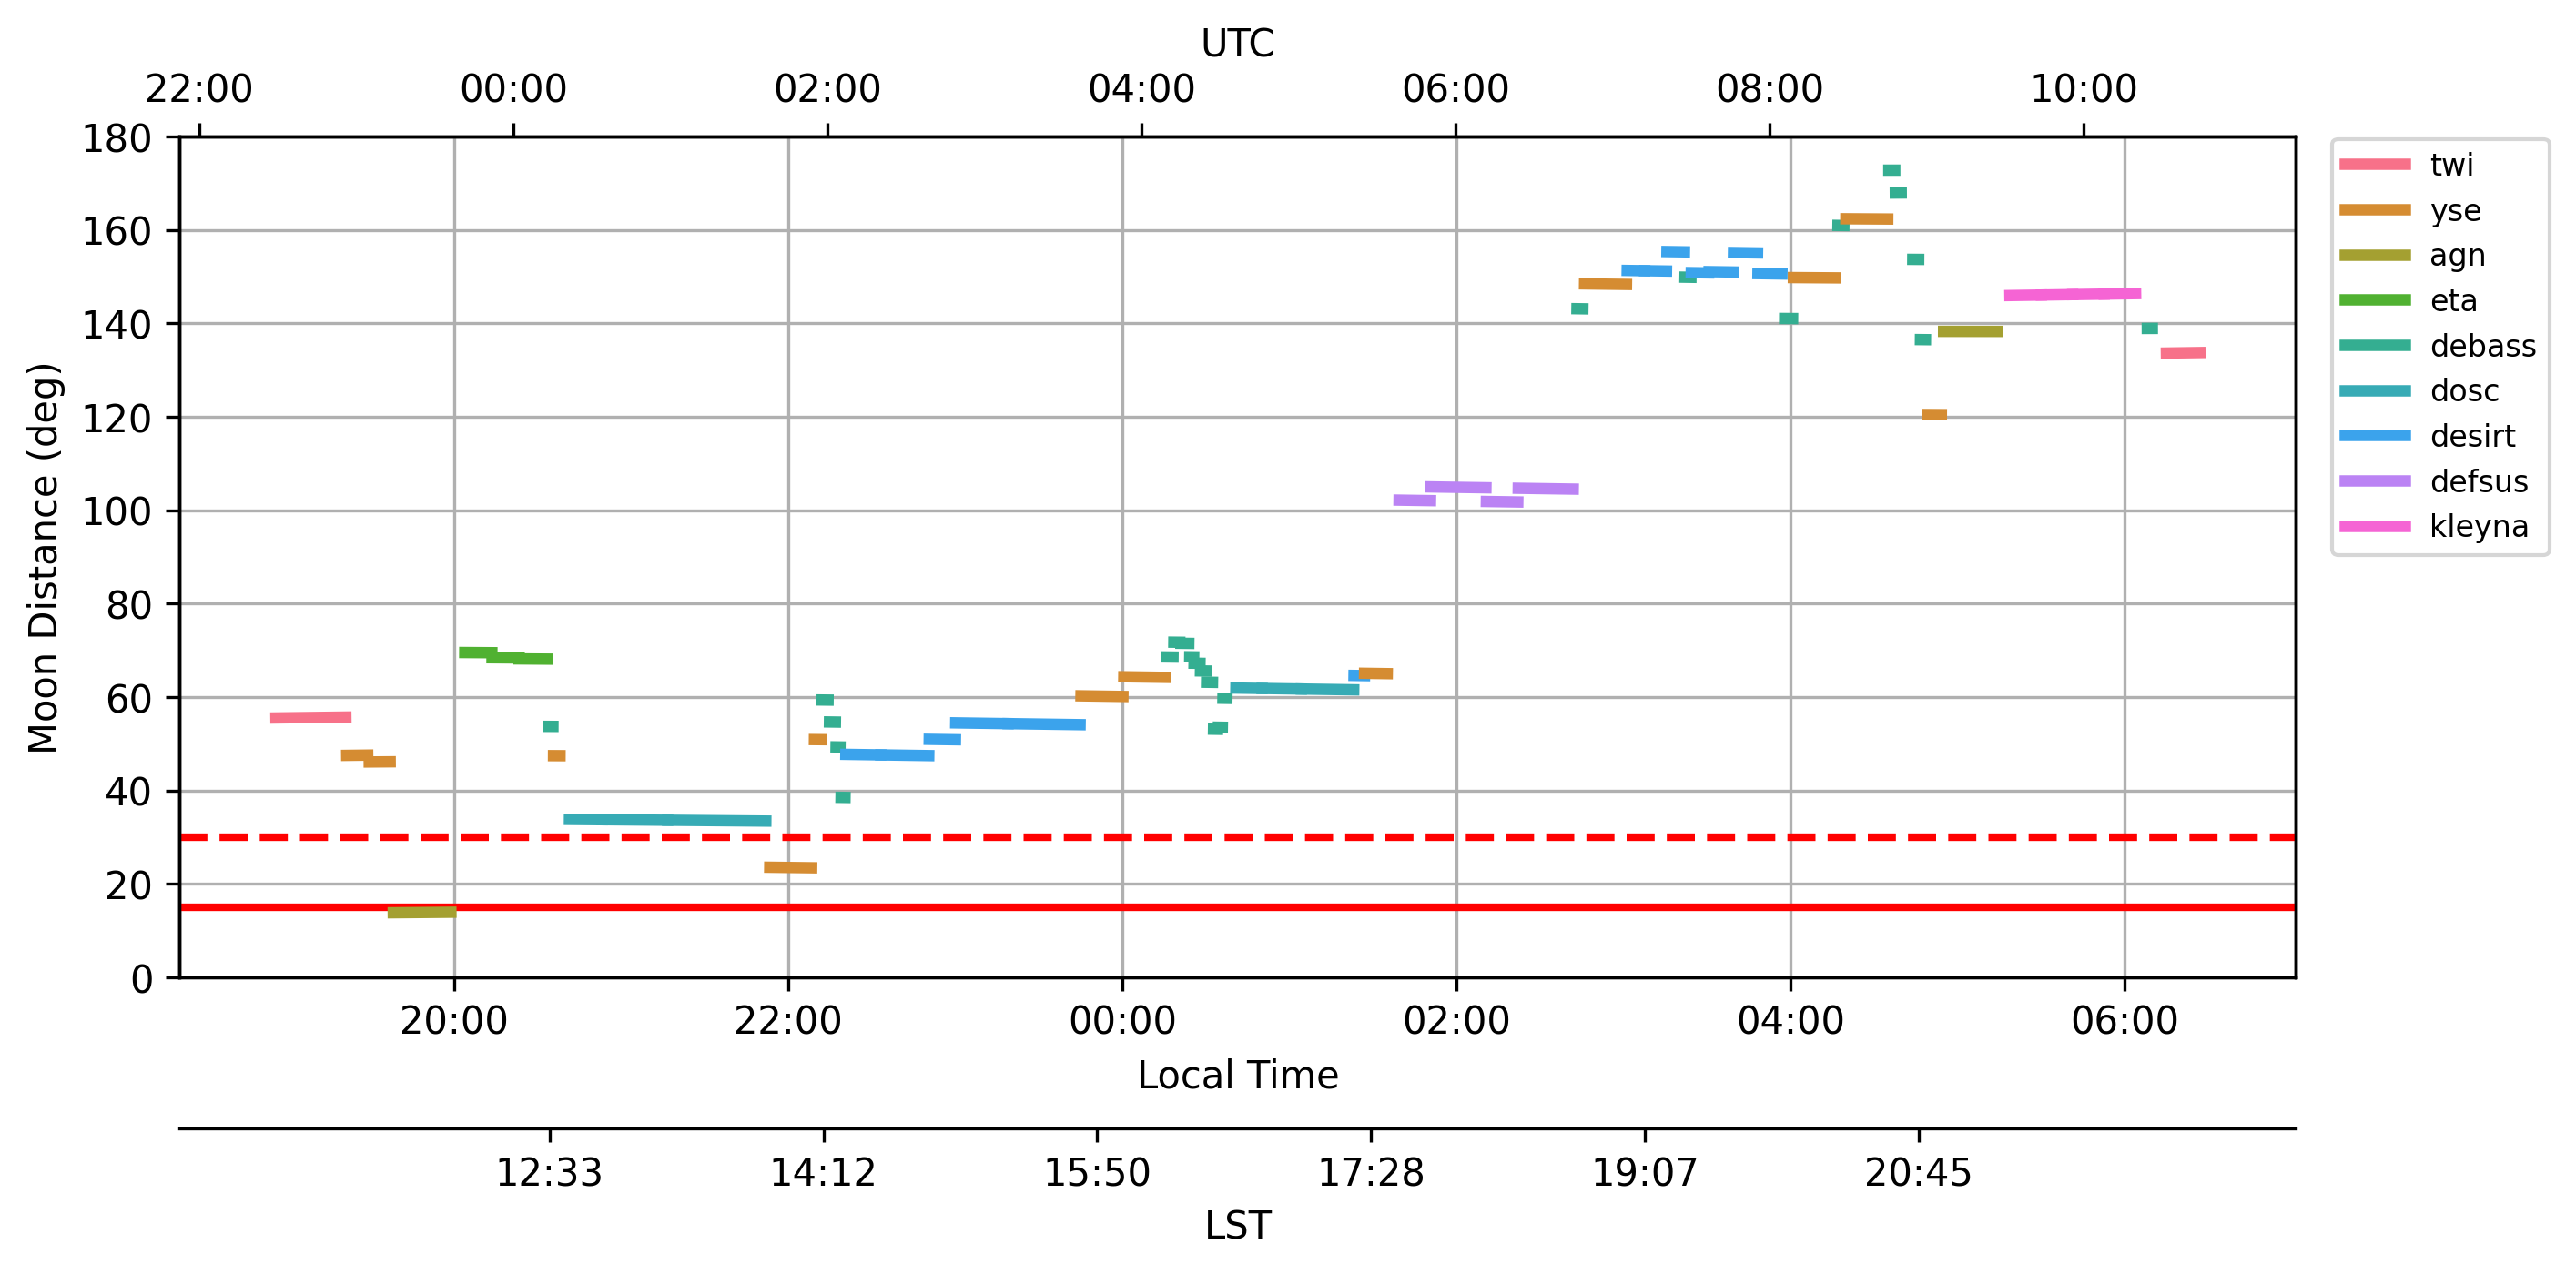 UTC
22:00 00:00 02:00 04:00 06:00 08:00 10:00
180
160
140
120
100
80
60
40
20
0
Moon Distance (deg)
twi
yse
agn
eta
debass
dosc
desirt
defsus
kleyna
20:00 22:00 00:00 02:00 04:00 06:00
Local Time
12:33 14:12 15:50 17:28 19:07 20:45
LST